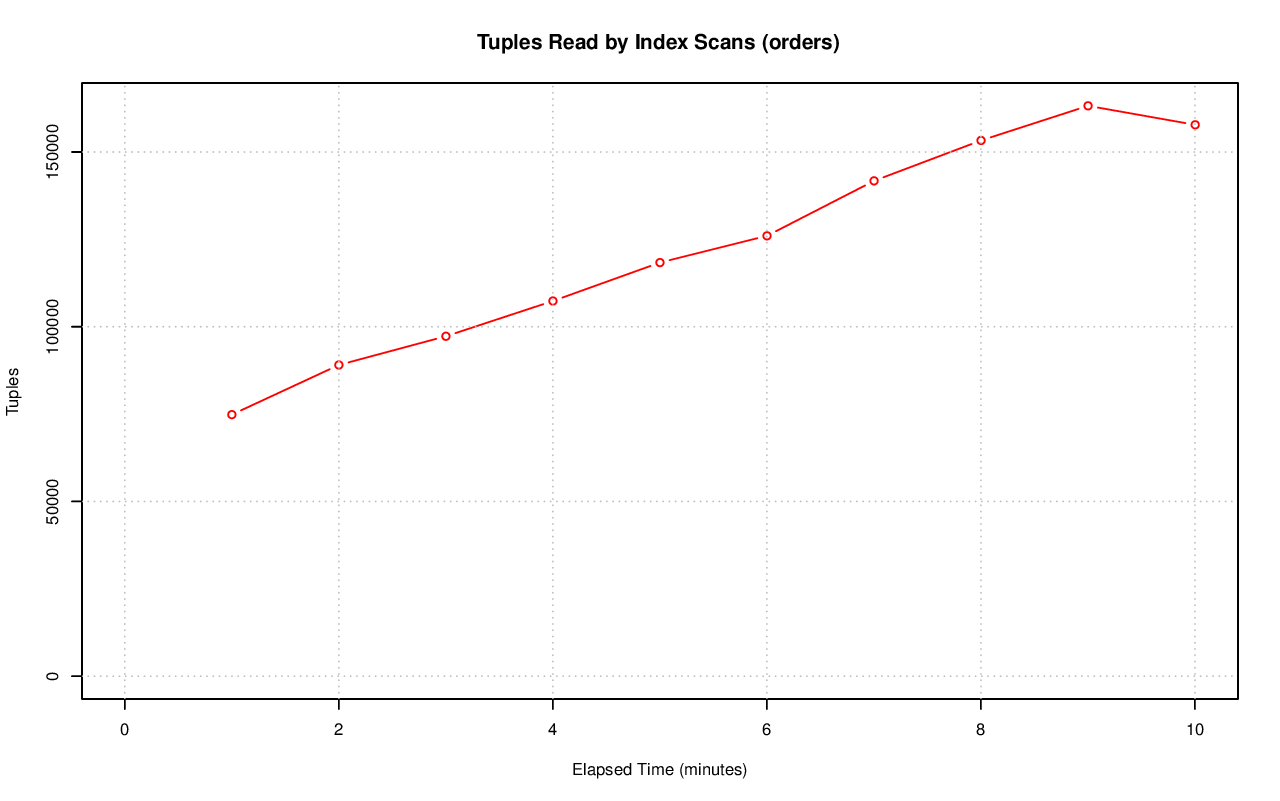 Tuples Read by Index Scans (orders)
Tuples
150000
100000
50000
0
0 2 4 6 8 10
Elapsed Time (minutes)